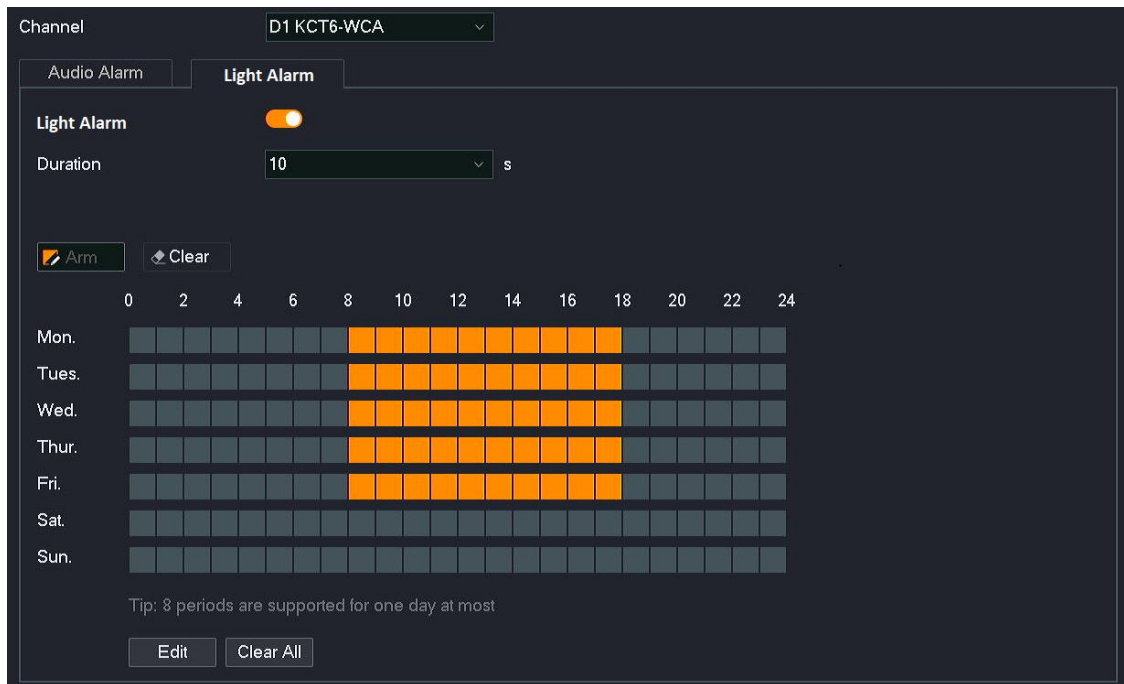 Channel D1 KCT6-WCA
Audio Alarm Light Alarm
Light Alarm
Duration 10 s
Arm Clear
0 2 4 6 8 10 12 14 16 18 20 22 24
Mon.
Tues.
Wed.
Thur.
Fri.
Sat.
Sun.
Tip: 8 periods are supported for one day at most
Edit Clear All